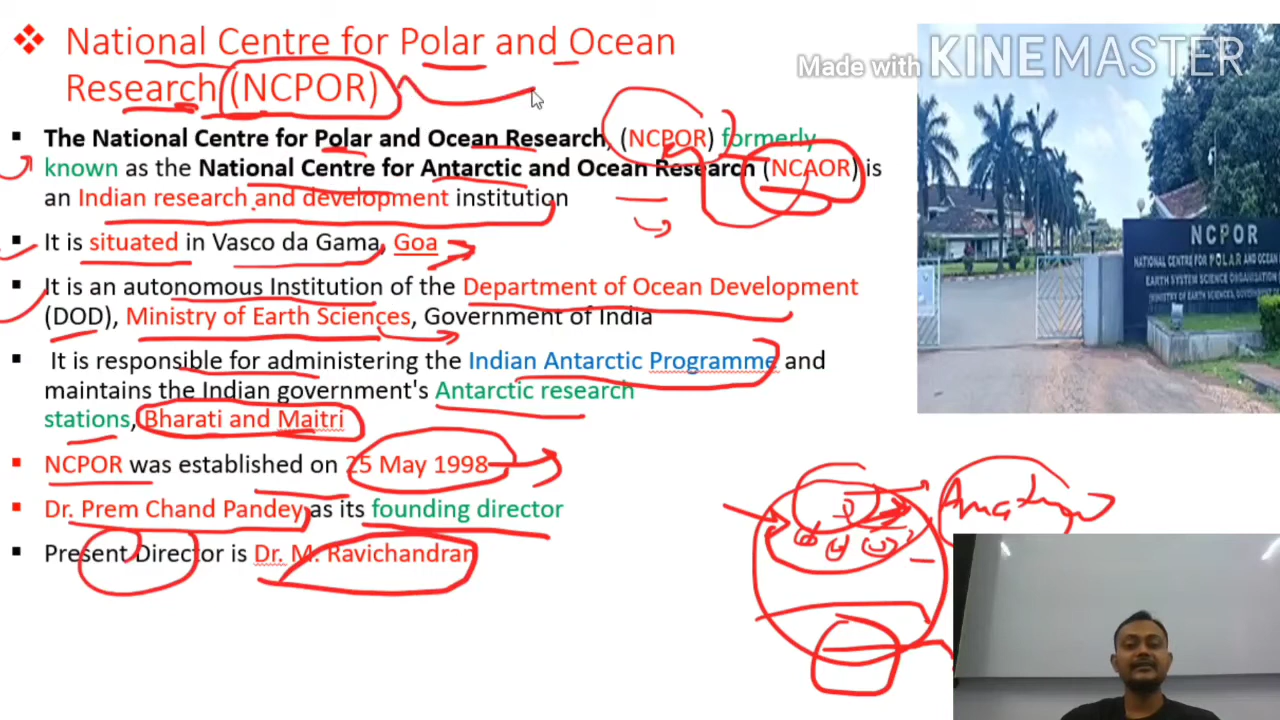 National Centre for Polar and Ocean
Research (NCPOR)
Made with KINEMASTER
The National Centre for Polar and Ocean Research, (NCPOR) formerly
known as the National Centre for Antarctic and Ocean Research (NCAOR) is
an Indian research and development institution
It is situated in Vasco da Gama, Goa
It is an autonomous Institution of the Department of Ocean Development
(DOD), Ministry of Earth Sciences, Government of India
It is responsible for administering the Indian Antarctic Programme and
maintains the Indian government's Antarctic research
stations, Bharati and Maitri
NCPOR was established on 25 May 1998
Dr. Prem Chand Pandey as its founding director
Present Director is Dr. M. Ravichandran
NCPOR
NATIONAL CENTRE FOR POLAR AND OCEAN
EARTH SYSTEM SCIENCE ORGANISATION
MINISTRY OF EARTH SCIENCES, GOVERNMENT OF